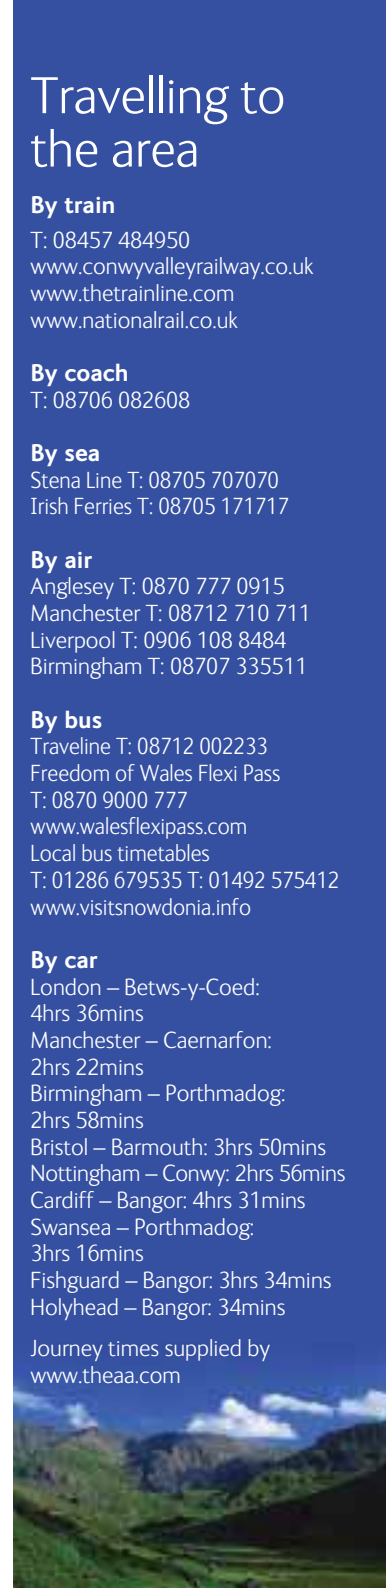 Travelling to
the area
By train
T: 08457 484950
www.conwyvalleyrailway.co.uk
www.thetrainline.com
www.nationalrail.co.uk
By coach
T: 08706 082608
By sea
Stena Line T: 08705 707070
Irish Ferries T: 08705 171717
By air
Anglesey T: 0870 777 0915
Manchester T: 08712 710 711
Liverpool T: 0906 108 8484
Birmingham T: 08707 335511
By bus
Traveline T: 08712 002233
Freedom of Wales Flexi Pass
T: 0870 9000 777
www.walesflexipass.com
Local bus timetables
T: 01286 679535 T: 01492 575412
www.visitsnowdonia.info
By car
London – Betws-y-Coed:
4hrs 36mins
Manchester – Caernarfon:
2hrs 22mins
Birmingham – Porthmadog:
2hrs 58mins
Bristol – Barmouth: 3hrs 50mins
Nottingham – Conwy: 2hrs 56mins
Cardiff – Bangor: 4hrs 31mins
Swansea – Porthmadog:
3hrs 16mins
Fishguard – Bangor: 3hrs 34mins
Holyhead – Bangor: 34mins
Journey times supplied by
www.theaa.com